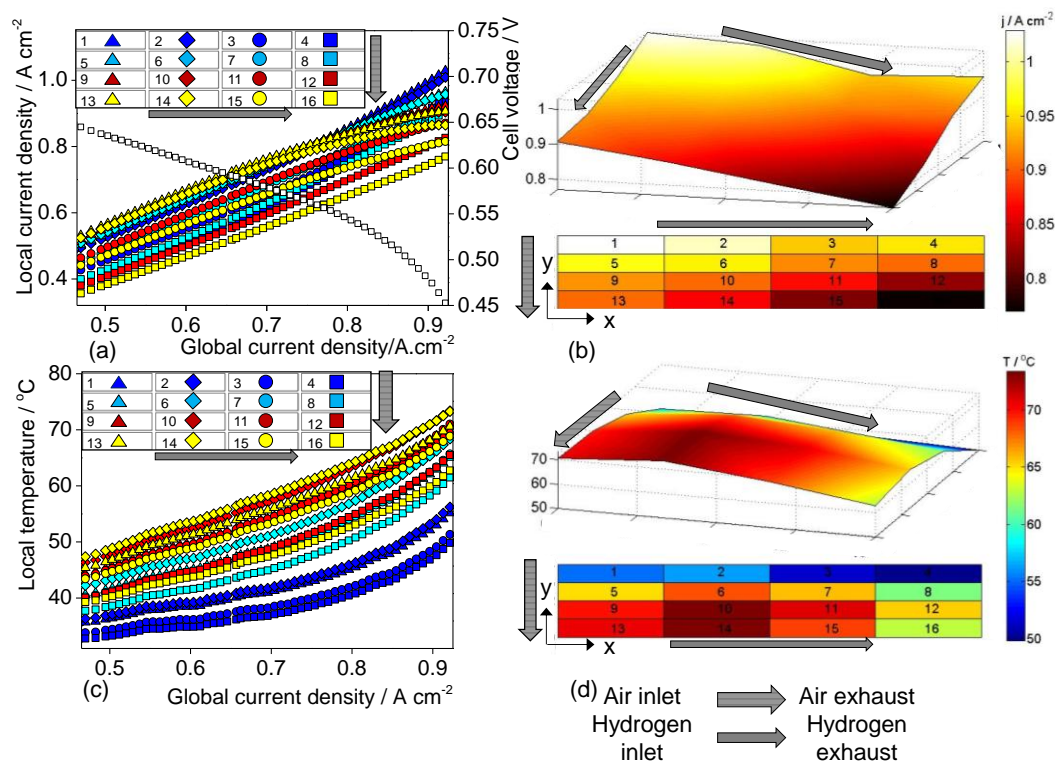 1 2 3 4
5 6 7 8
9 10 11 12
13 14 15 16
Local current density / A cm-2
1.0
0.8
0.6
0.4
0.75
0.70
0.65
0.60
0.55
0.50
0.45
Cell voltage / V
0.5 0.6 0.7 0.8 0.9
(a) Global current density/A.cm-2
j / A cm-2
1
0.95
0.9
0.85
0.8
1
0.9
0.8
1 2 3 4
5 6 7 8
9 10 11 12
13 14 15
y
x
(b)
1 2 3 4
5 6 7 8
9 10 11 12
13 14 15 16
Local temperature / oC
80
70
60
50
40
0.5 0.6 0.7 0.8 0.9
(c) Global current density / A cm-2
T / oC
70
65
60
55
50
70
60
50
1 2 3 4
5 6 7 8
9 10 11 12
13 14 15 16
y
x
(d)
Air inlet Air exhaust
Hydrogen Hydrogen
inlet exhaust